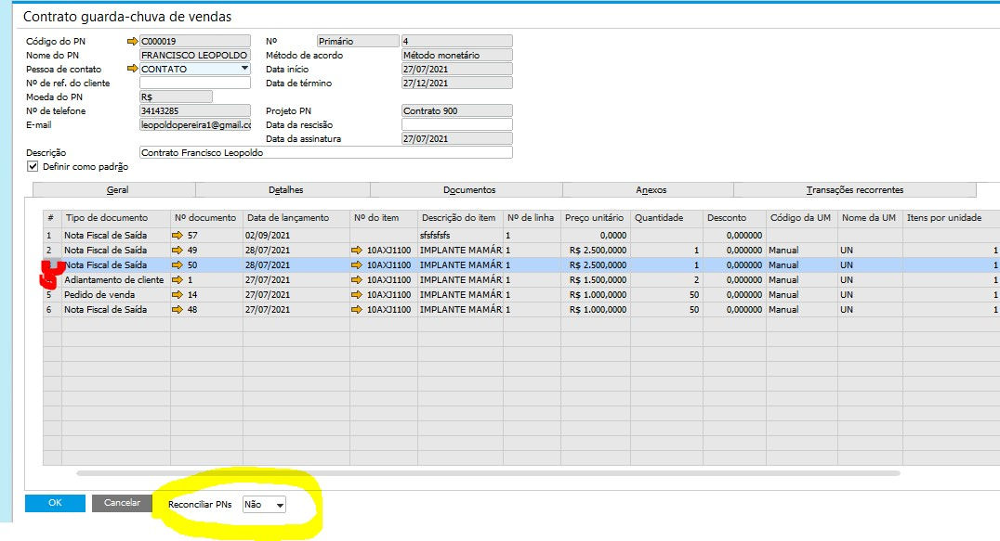 Contrato guarda-chuva de vendas
Código do PN C000019 Nº Primário 4
Nome do PN FRANCISCO LEOPOLDO Método de acordo Método monetário
Pessoa de contato CONTATO Data início 27/07/2021
Nº de ref. do cliente Data de término 27/12/2021
Moeda do PN R$
Nº de telefone 34143285 Projeto PN Contrato 900
E-mail leopoldopereira1@gmail.cc Data da rescisão
Data da assinatura 27/07/2021
Descrição Contrato Francisco Leopoldo
Definir como padrão
Geral Detalhes Documentos Anexos Transações recorrentes
# Tipo de documento Nº documento Data de lançamento Nº do item Descrição do item Nº de linha Preço unitário Quantidade Desconto Código da UM Nome da UM Itens por unidade
1 Nota Fiscal de Saída 57 02/09/2021 sfsfsfsfs 1 0,0000 0,000000
2 Nota Fiscal de Saída 49 28/07/2021 10AXJ1100 IMPLANTE MAMÁR 1 R$ 2.500,0000 1 0,000000 Manual UN 1
Nota Fiscal de Saída 50 28/07/2021 10AXJ1100 IMPLANTE MAMÁR 1 R$ 2.500,0000 1 0,000000 Manual UN 1
Adiantamento de cliente 1 27/07/2021 10AXJ1100 IMPLANTE MAMÁR 1 R$ 1.500,0000 2 0,000000 Manual UN 1
5 Pedido de venda 14 27/07/2021 10AXJ1100 IMPLANTE MAMÁR 1 R$ 1.000,0000 50 0,000000 Manual UN 1
6 Nota Fiscal de Saída 48 27/07/2021 10AXJ1100 IMPLANTE MAMÁR 1 R$ 1.000,0000 50 0,000000 Manual UN 1
OK Cancelar Reconciliar PNs Não